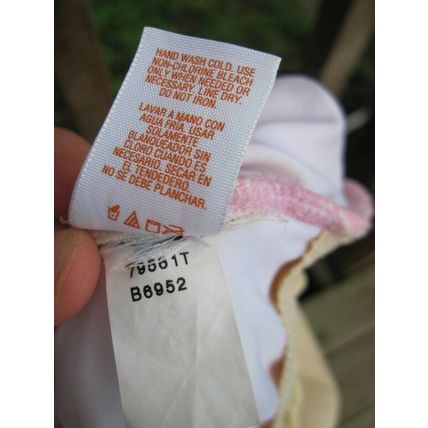 HAND WASH COLD. USE
NON-CHLORINE BLEACH
ONLY WHEN NEEDED OR
NECESSARY. LINE DRY.
DO NOT IRON.
LAVAR A MANO CON
AGUA FRIA. USAR
SOLAMENTE
BLANQUEADOR SIN
CLORO CUANDO ES
NECESARIO. SECAR EN
EL TENDEDERO.
NO SE DEBE PLANCHAR.
79561T
B6952